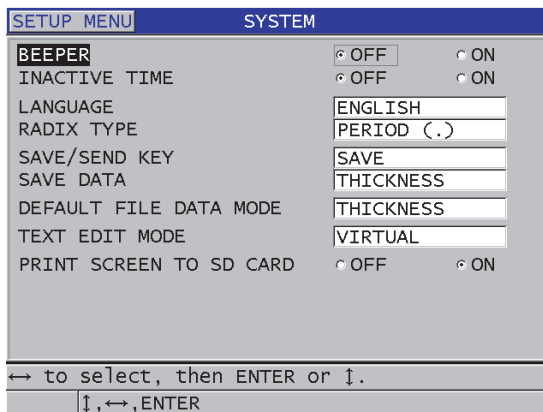 SETUP MENU SYSTEM
BEEPER OFF ON
INACTIVE TIME OFF ON
LANGUAGE ENGLISH
RADIX TYPE PERIOD (.)
SAVE/SEND KEY SAVE
SAVE DATA THICKNESS
DEFAULT FILE DATA MODE THICKNESS
TEXT EDIT MODE VIRTUAL
PRINT SCREEN TO SD CARD OFF ON
↔ to select, then ENTER or ↕.
↕,↔,ENTER